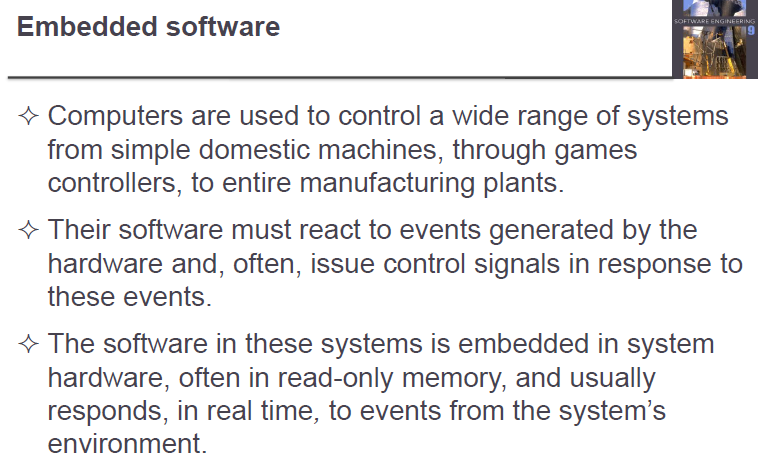 Embedded software
SOFTWARE ENGINEERING
9
✧ Computers are used to control a wide range of systems
from simple domestic machines, through games
controllers, to entire manufacturing plants.
✧ Their software must react to events generated by the
hardware and, often, issue control signals in response to
these events.
✧ The software in these systems is embedded in system
hardware, often in read-only memory, and usually
responds, in real time, to events from the system’s
environment.